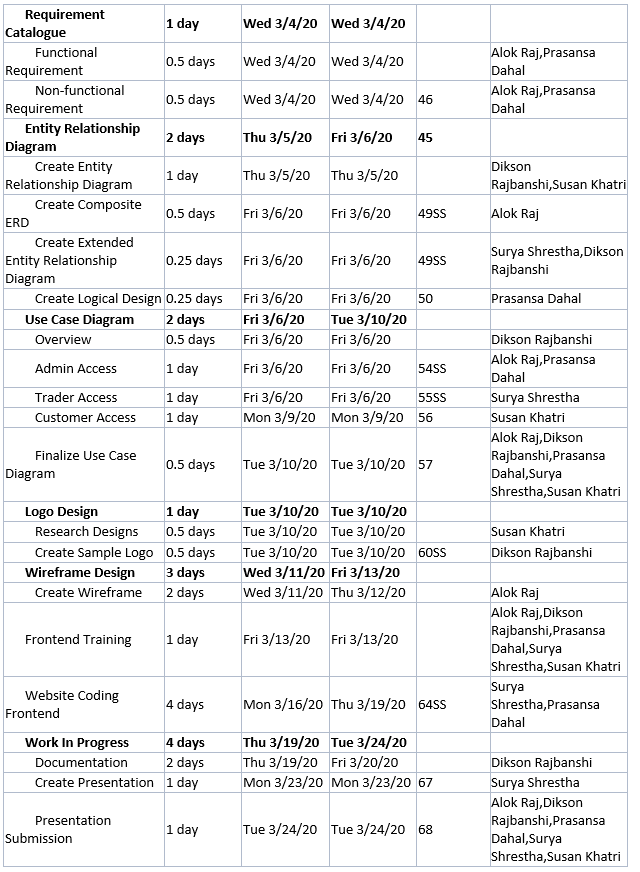 Requirement Catalogue 1 day Wed 3/4/20 Wed 3/4/20
Functional Requirement 0.5 days Wed 3/4/20 Wed 3/4/20 Alok Raj,Prasansa Dahal
Non-functional Requirement 0.5 days Wed 3/4/20 Wed 3/4/20 46 Alok Raj,Prasansa Dahal
Entity Relationship Diagram 2 days Thu 3/5/20 Fri 3/6/20 45
Create Entity Relationship Diagram 1 day Thu 3/5/20 Thu 3/5/20 Dikson Rajbanshi,Susan Khatri
Create Composite ERD 0.5 days Fri 3/6/20 Fri 3/6/20 49SS Alok Raj
Create Extended Entity Relationship Diagram 0.25 days Fri 3/6/20 Fri 3/6/20 49SS Surya Shrestha,Dikson Rajbanshi
Create Logical Design 0.25 days Fri 3/6/20 Fri 3/6/20 50 Prasansa Dahal
Use Case Diagram 2 days Fri 3/6/20 Tue 3/10/20
Overview 0.5 days Fri 3/6/20 Fri 3/6/20 Dikson Rajbanshi
Admin Access 1 day Fri 3/6/20 Fri 3/6/20 54SS Alok Raj,Prasansa Dahal
Trader Access 1 day Fri 3/6/20 Fri 3/6/20 55SS Surya Shrestha
Customer Access 1 day Mon 3/9/20 Mon 3/9/20 56 Susan Khatri
Finalize Use Case Diagram 0.5 days Tue 3/10/20 Tue 3/10/20 57 Alok Raj,Dikson Rajbanshi,Prasansa Dahal,Surya Shrestha,Susan Khatri
Logo Design 1 day Tue 3/10/20 Tue 3/10/20
Research Designs 0.5 days Tue 3/10/20 Tue 3/10/20 Susan Khatri
Create Sample Logo 0.5 days Tue 3/10/20 Tue 3/10/20 60SS Dikson Rajbanshi
Wireframe Design 3 days Wed 3/11/20 Fri 3/13/20
Create Wireframe 2 days Wed 3/11/20 Thu 3/12/20 Alok Raj
Frontend Training 1 day Fri 3/13/20 Fri 3/13/20 Alok Raj,Dikson Rajbanshi,Prasansa Dahal,Surya Shrestha,Susan Khatri
Website Coding Frontend 4 days Mon 3/16/20 Thu 3/19/20 64SS Surya Shrestha,Prasansa Dahal
Work In Progress 4 days Thu 3/19/20 Tue 3/24/20
Documentation 2 days Thu 3/19/20 Fri 3/20/20 Dikson Rajbanshi
Create Presentation 1 day Mon 3/23/20 Mon 3/23/20 67 Surya Shrestha
Presentation Submission 1 day Tue 3/24/20 Tue 3/24/20 68 Alok Raj,Dikson Rajbanshi,Prasansa Dahal,Surya Shrestha,Susan Khatri